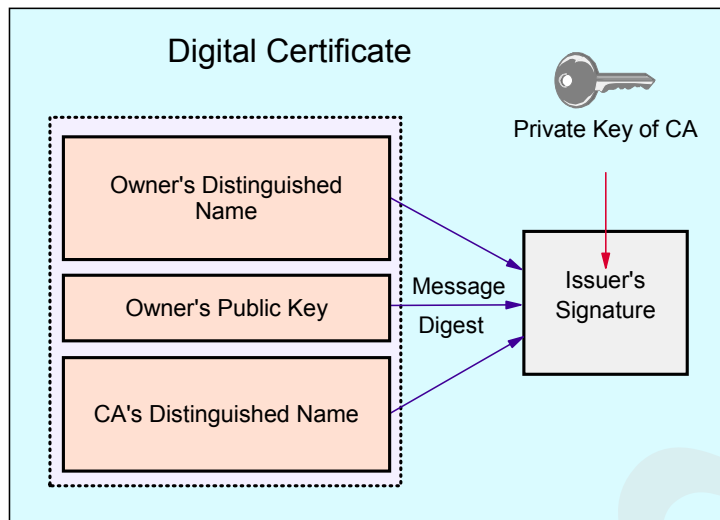 Digital Certificate
Private Key of CA
Owner's Distinguished
Name
Owner's Public Key
CA's Distinguished Name
Message
Digest
Issuer's
Signature